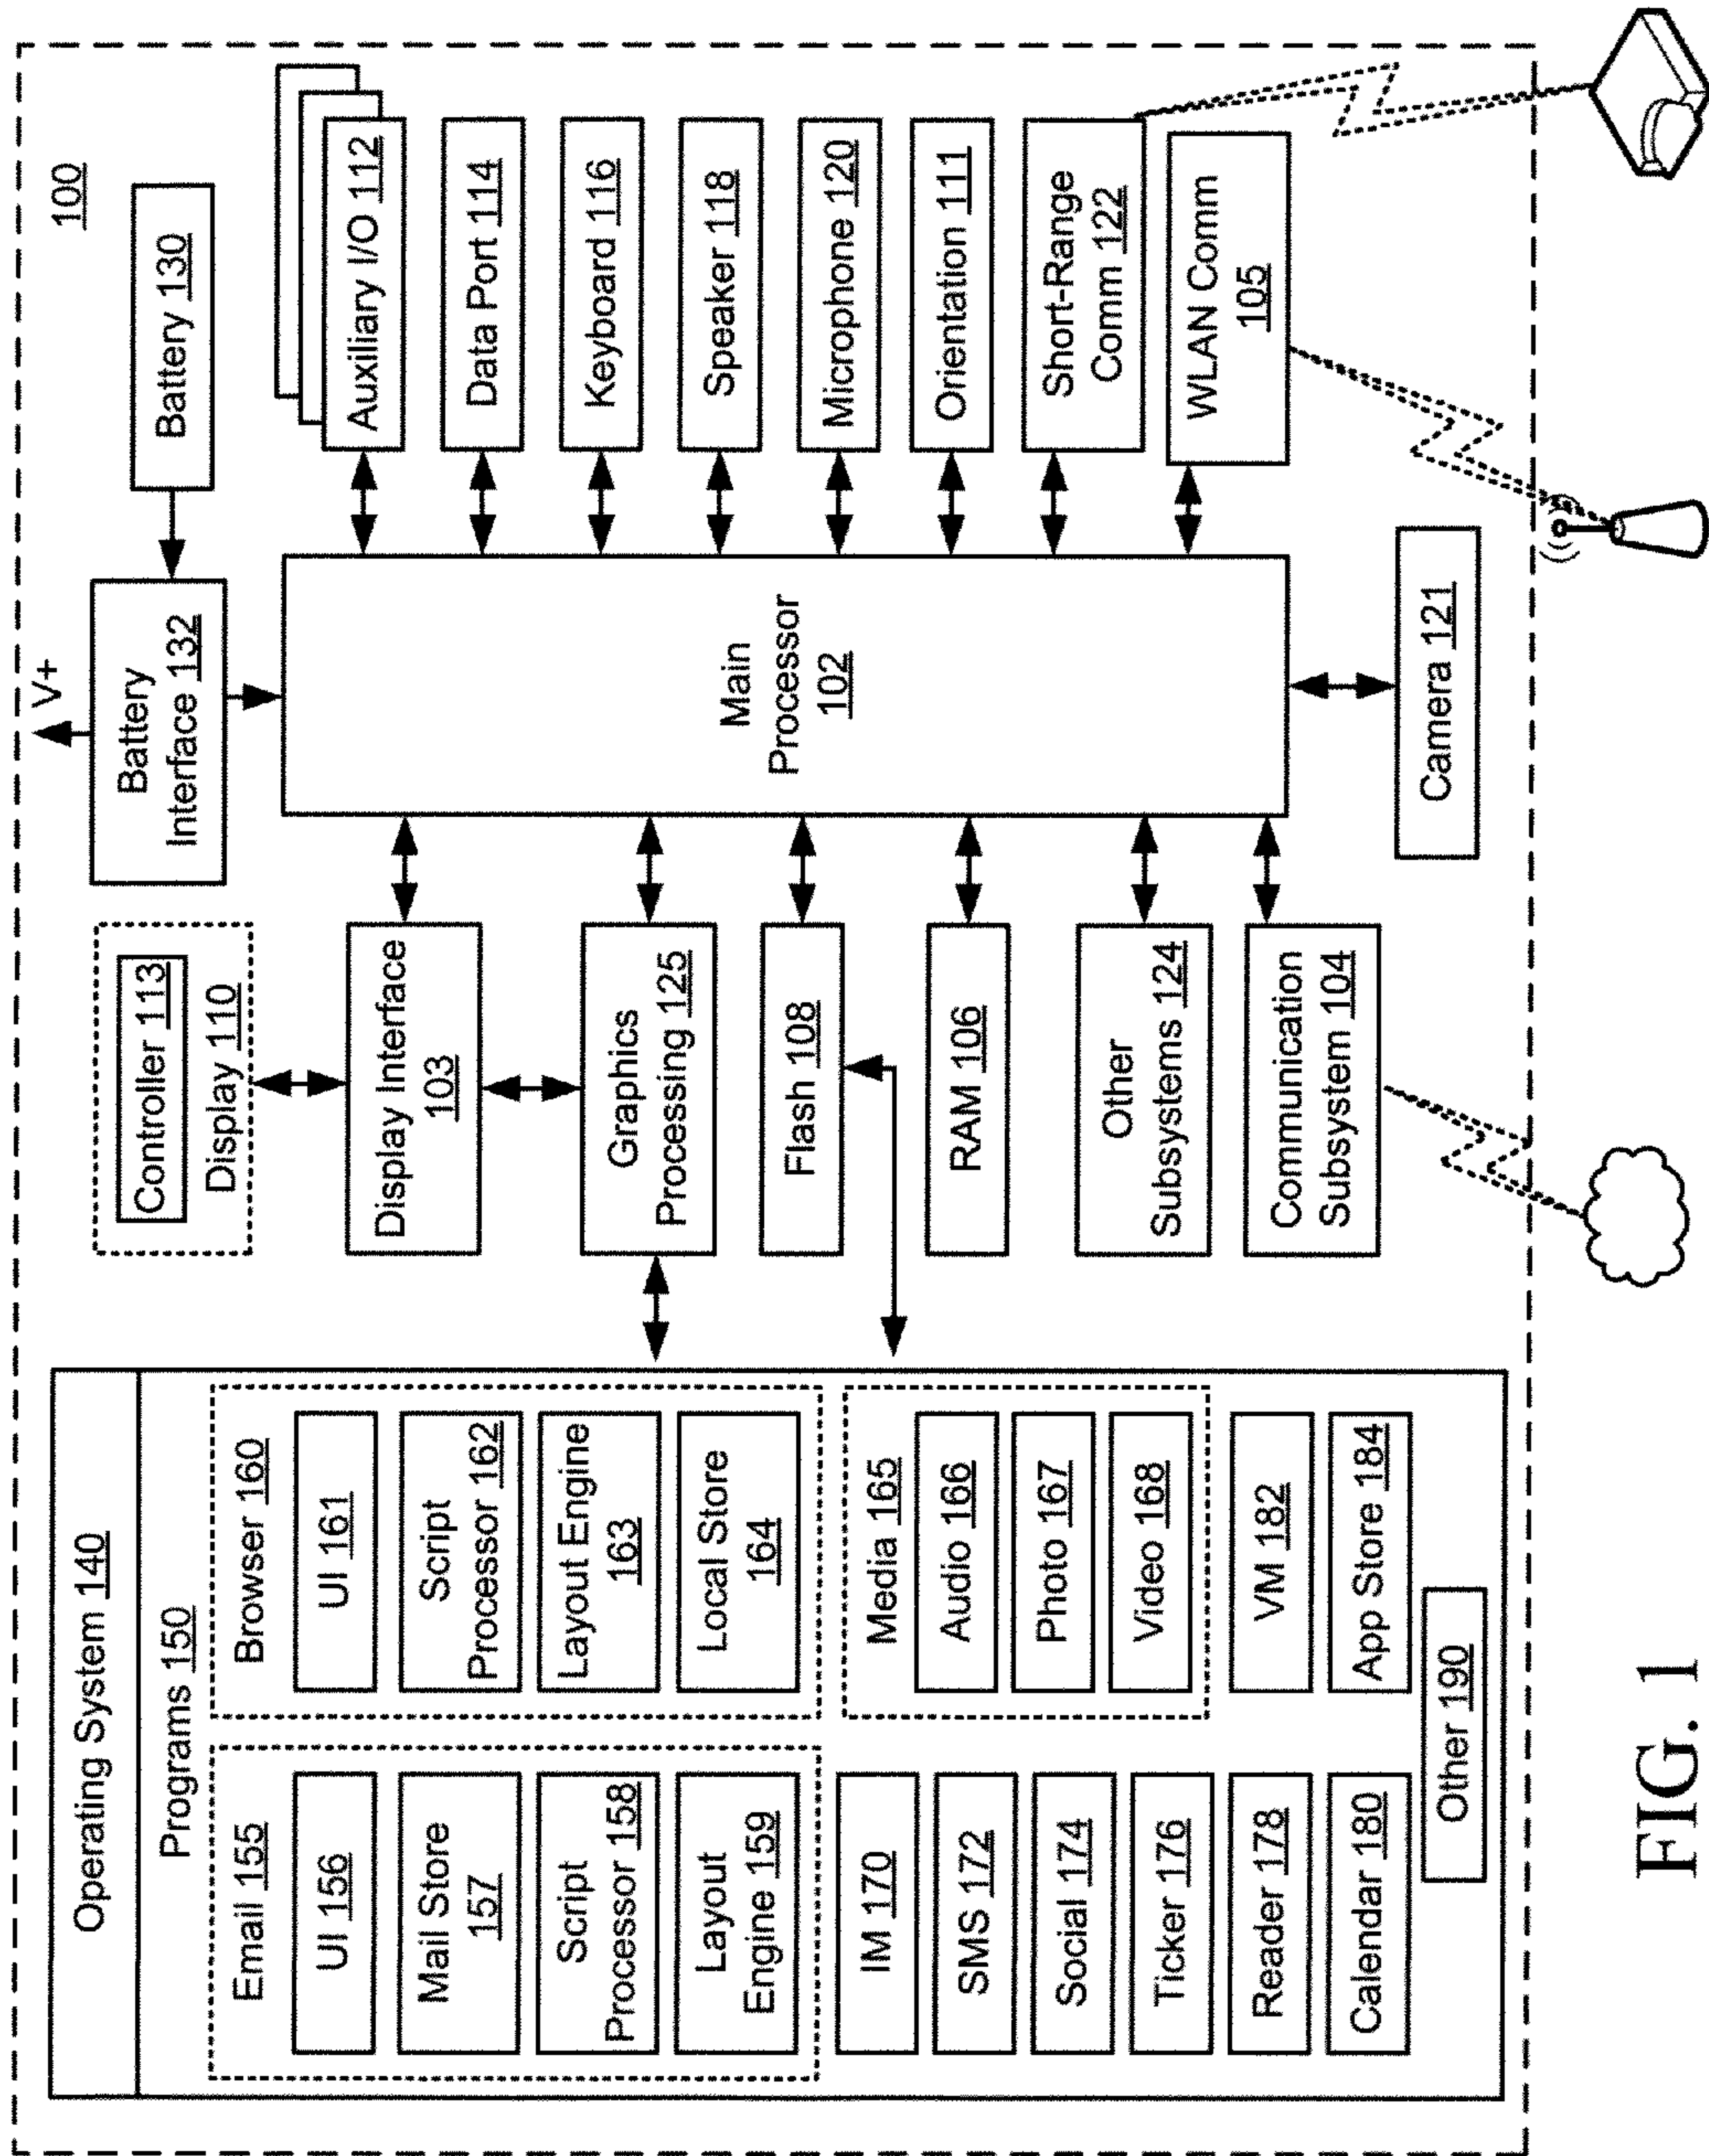 100
Operating System 140
Programs 150
Email 155
UI 156
Mail Store
157
Script
Processor 158
Layout
Engine 159
Browser 160
UI 161
Script
Processor 162
Layout Engine
163
Local Store
164
IM 170
SMS 172
Social 174
Ticker 176
Reader 178
Calendar 180
Media 165
Audio 166
Photo 167
Video 168
VM 182
App Store 184
Other 190
Controller 113
Display 110
Display Interface
103
Graphics
Processing 125
Flash 108
RAM 106
Other
Subsystems 124
Communication
Subsystem 104
V+
Battery
Interface 132
Battery 130
Main
Processor
102
Camera 121
Auxiliary I/O 112
Data Port 114
Keyboard 116
Speaker 118
Microphone 120
Orientation 111
Short-Range
Comm 122
WLAN Comm
105
FIG. 1